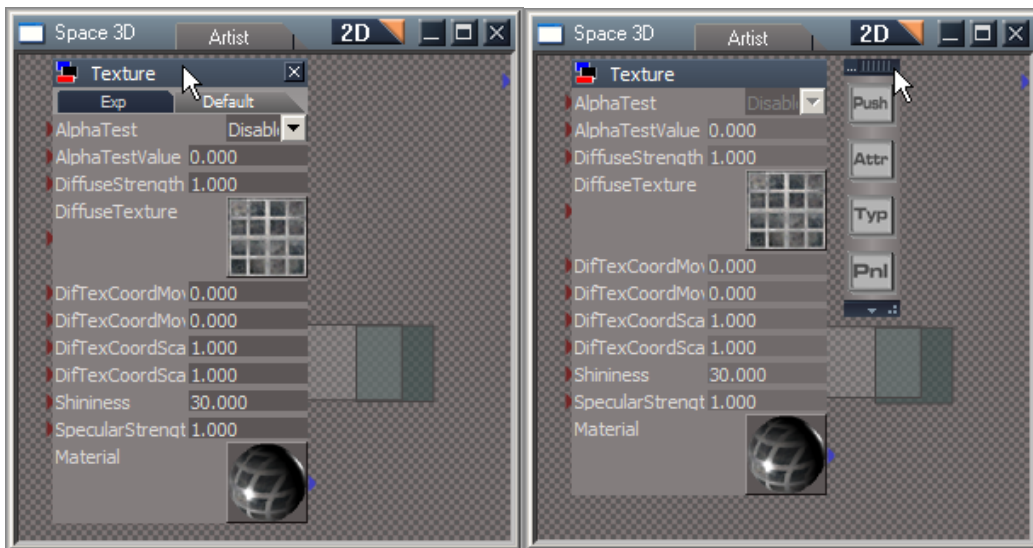 Space 3D Artist 2D
Texture
Exp Default
AlphaTest Disabl
AlphaTestValue 0.000
DiffuseStrength 1.000
DiffuseTexture
DifTexCoordMov 0.000
DifTexCoordMov 0.000
DifTexCoordSca 1.000
DifTexCoordSca 1.000
Shininess 30.000
SpecularStrengt 1.000
Material
Space 3D Artist 2D
Texture
AlphaTest Disabl
AlphaTestValue 0.000
DiffuseStrength 1.000
DiffuseTexture
DifTexCoordMov 0.000
DifTexCoordMov 0.000
DifTexCoordSca 1.000
DifTexCoordSca 1.000
Shininess 30.000
SpecularStrengt 1.000
Material
Push
Attr
Typ
Pnl